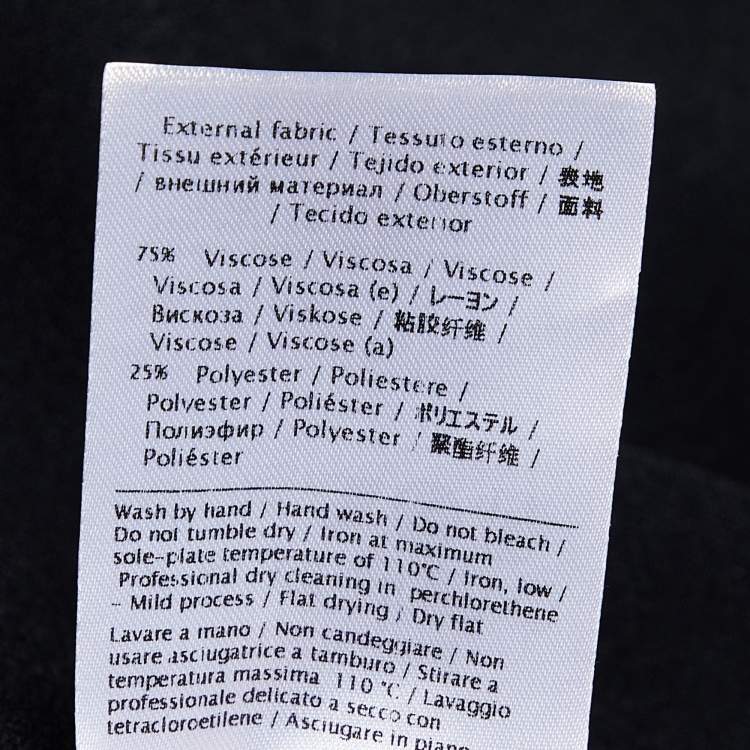 External fabric / Tessuto esterno /
Tissu extérieur / Tejido exterior / 表地
/ внешний материал / Oberstoff / 面料
/ Tecido exterior
75% Viscose / Viscosa / Viscose /
Viscosa / Viscosa (e) / レーヨン /
Вискоза / Viskose / 粘胶纤维 /
Viscose / Viscose (a)
25% Polyester / Poliestere /
Polyester / Poliéster / ポリエステル /
Полиэфир / Polyester / 聚酯纤维 /
Poliéster
Wash by hand / Hand wash / Do not bleach /
Do not tumble dry / Iron at maximum
sole-plate temperature of 110°C / Iron, low /
Professional dry cleaning in perchlorethene
- Mild process / Flat drying / Dry flat
Lavare a mano / Non candeggiare / Non
usare asciugatrice a tamburo / Stirare a
temperatura massima 110 °C / Lavaggio
professionale delicato a secco con
tetracloroetilene / Asciugare in piano